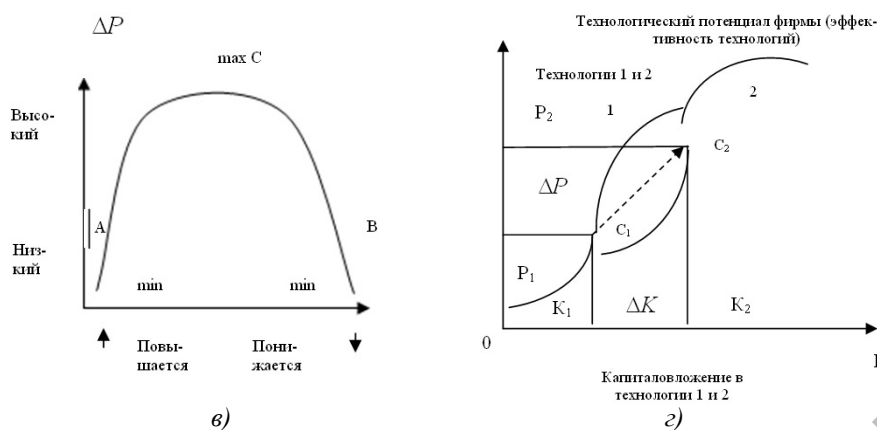 ΔP
max C
Высо-
кий
A
B
Низ-
кий
min
min
Повы-
шается
Пони-
жается
в)
Технологический потенциал фирмы (эффек-
тивность технологий)
Технологии 1 и 2
P₂
1
2
C₂
ΔP
C₁
P₁
K₁
ΔK
K₂
0
Капиталовложение в
технологии 1 и 2
г)